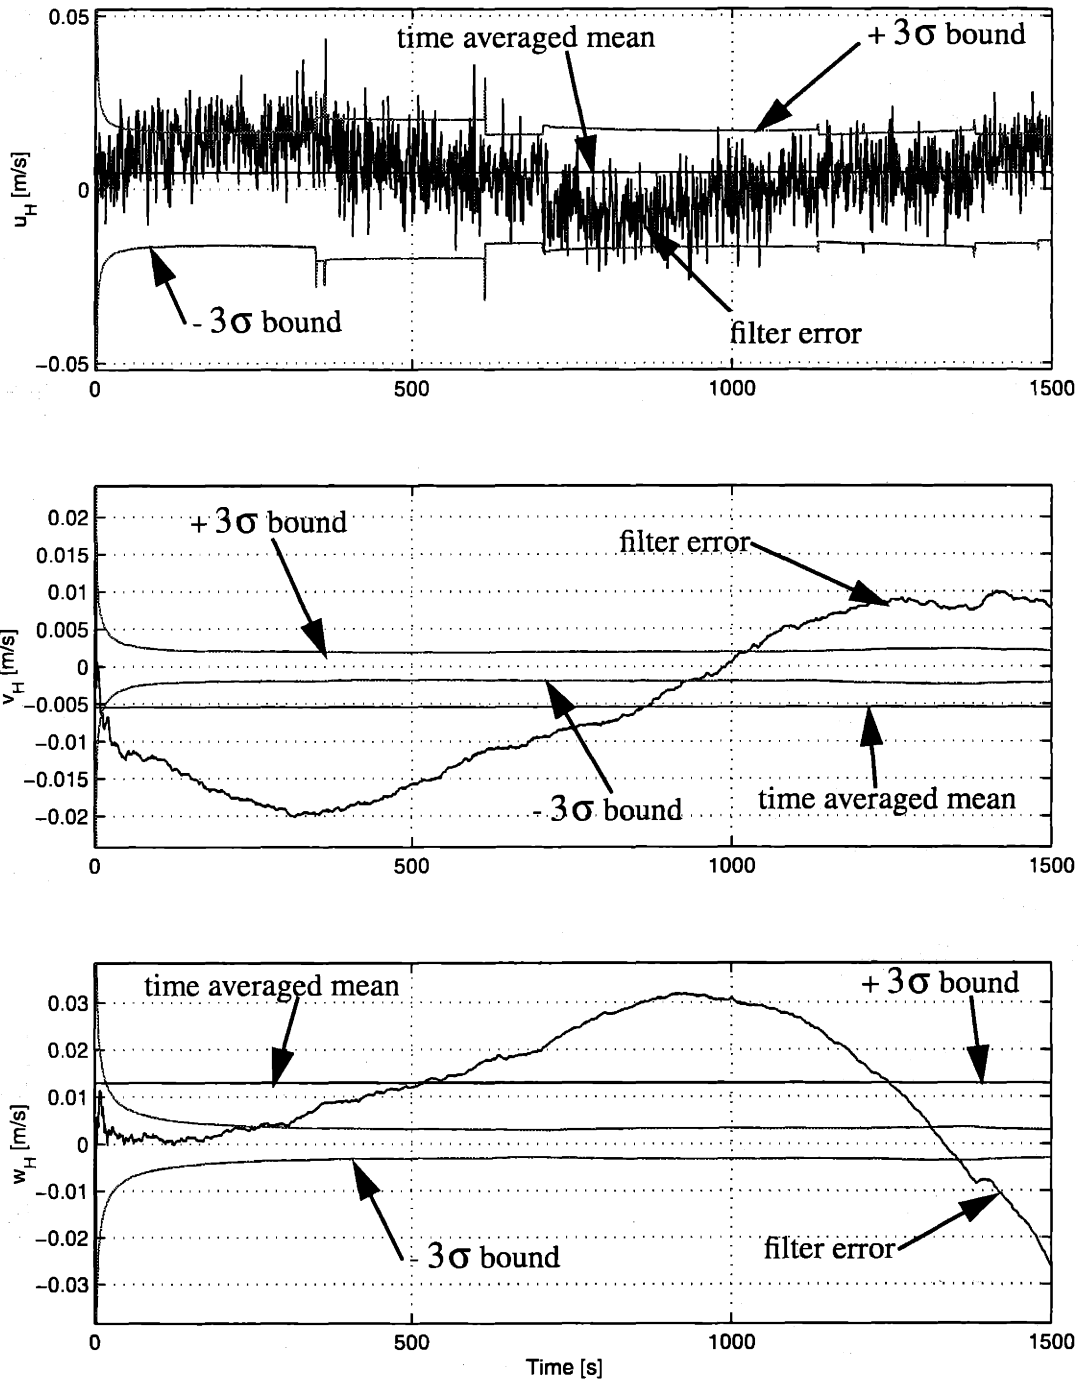 0.05
time averaged mean
+ 3σ bound
u_H [m/s]
0
- 3σ bound
filter error
−0.05
0
500
1000
1500
0.02
+ 3σ bound
filter error
0.015
0.01
0.005
v_H [m/s]
0
−0.005
−0.01
−0.015
- 3σ bound
time averaged mean
−0.02
0
500
1000
1500
time averaged mean
+ 3σ bound
0.03
0.02
0.01
w_H [m/s]
0
−0.01
- 3σ bound
filter error
−0.02
−0.03
0
500
1000
1500
Time [s]